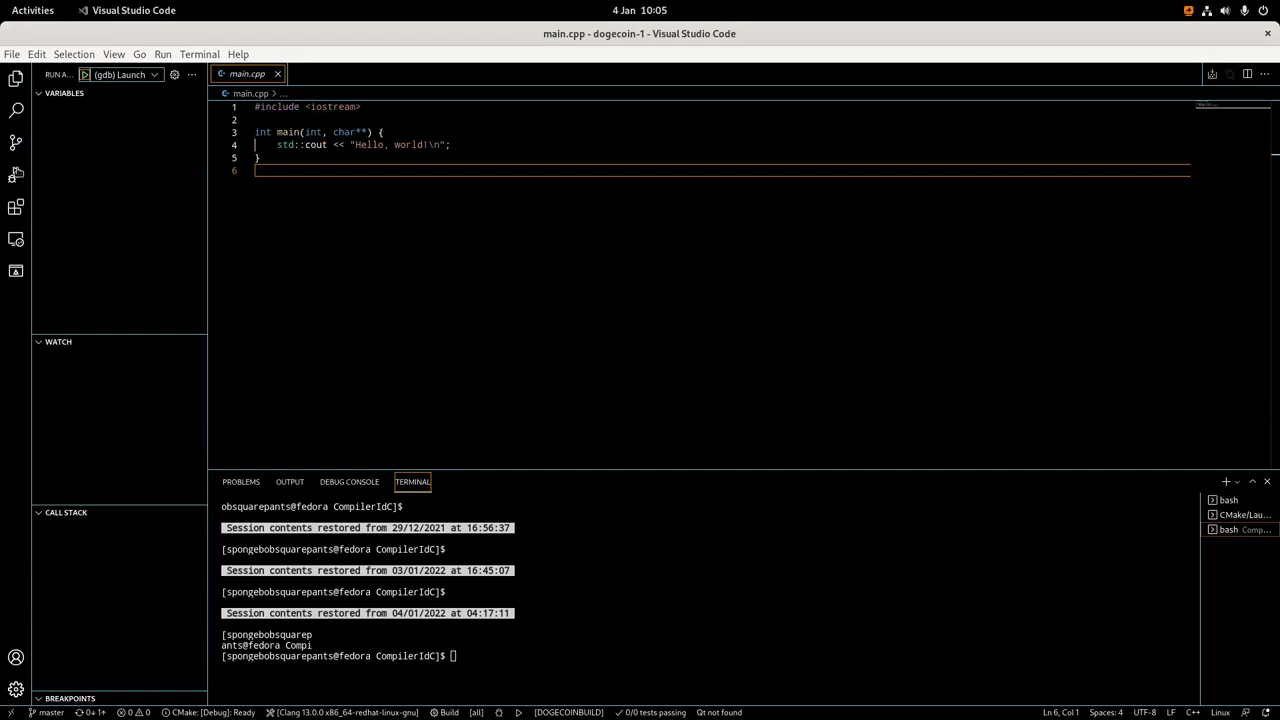 Activities
Visual Studio Code
4 Jan 10:05
main.cpp - dogecoin-1 - Visual Studio Code
File Edit Selection View Go Run Terminal Help
RUN A... (gdb) Launch
main.cpp
VARIABLES
main.cpp > ...
1 #include <iostream>
2
3 int main(int, char**) {
4 std::cout << "Hello, world!\n";
5 }
6
WATCH
CALL STACK
BREAKPOINTS
PROBLEMS OUTPUT DEBUG CONSOLE TERMINAL
obsquarepants@fedora CompilerIdC]$
Session contents restored from 29/12/2021 at 16:56:37
[spongebobsquarepants@fedora CompilerIdC]$
Session contents restored from 03/01/2022 at 16:45:07
[spongebobsquarepants@fedora CompilerIdC]$
Session contents restored from 04/01/2022 at 04:17:11
[spongebobsquarep
ants@fedora Compi
[spongebobsquarepants@fedora CompilerIdC]$
bash
CMake/Lau...
bash Comp...
master 0↓ 1↑ 0 0 CMake: [Debug]: Ready [Clang 13.0.0 x86_64-redhat-linux-gnu] Build [all] [DOGECOINBUILD] 0/0 tests passing Qt not found Ln 6, Col 1 Spaces: 4 UTF-8 LF C++ Linux